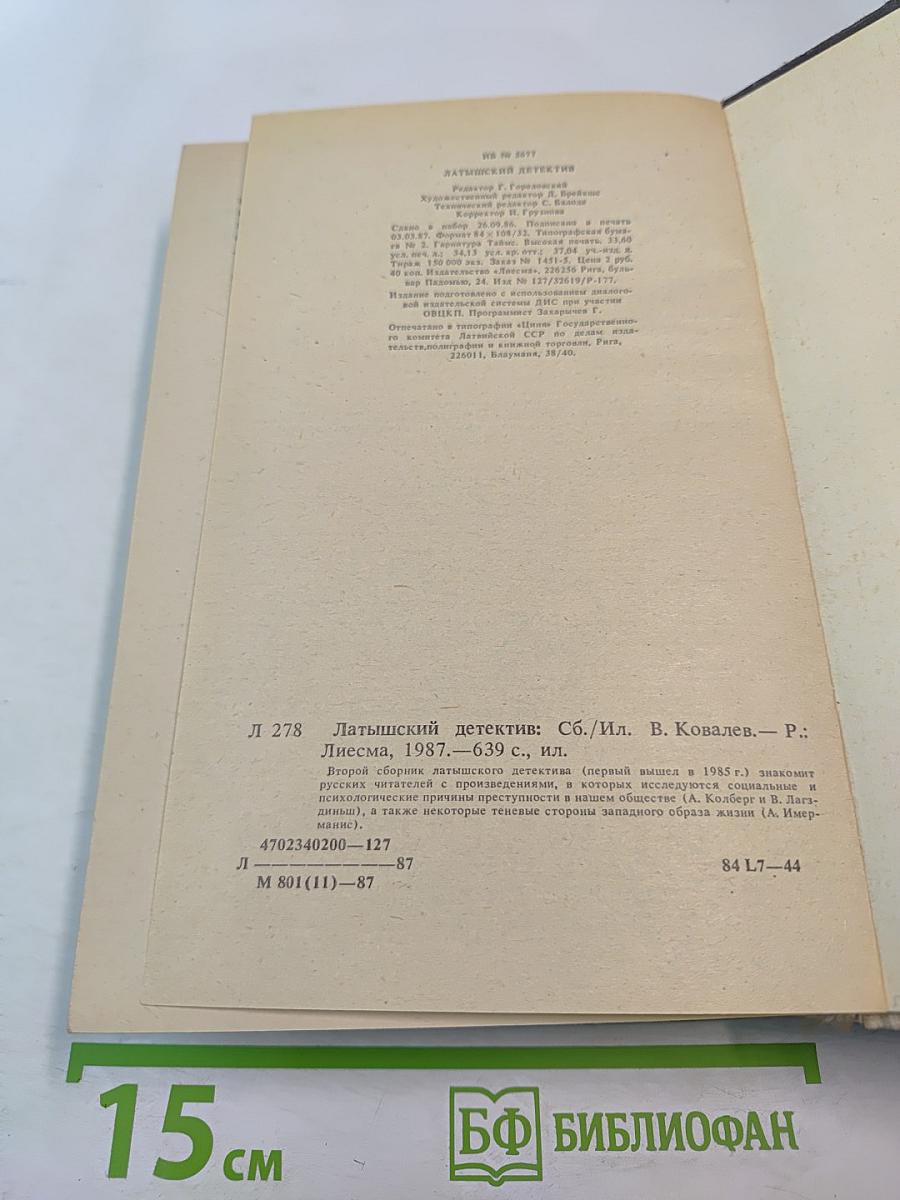 ИБ № 5677
ЛАТЫШСКИЙ ДЕТЕКТИВ
Редактор Г. Гороховский
Художественный редактор Л. Брейкше
Технический редактор С. Балоде
Корректор И. Грузнова
Сдано в набор 26.09.86. Подписано в печать
03.03.87. Формат 84×108/32. Типографская бума-
га № 2. Гарнитура Таймс. Высокая печать. 33,60
усл. печ. л.; 34,13 усл. кр. отт.; 37,04 уч.-изд. л.
Тираж 150 000 экз. Заказ № 1451-5. Цена 2 руб.
40 коп. Издательство «Лиесма», 226256 Рига, буль-
вар Падомью, 24. Изд № 127/32619/Р-177.
Издание подготовлено с использованием диалого-
вой издательской системы ДИС при участии
ОВЦКП. Программист Захарычев Г.
Отпечатано в типографии «Циня» Государственно-
го комитета Латвийской ССР по делам изда-
тельств,полиграфии и книжной торговли, Рига,
226011, Блаумана, 38/40.
Л 278 Латышский детектив: Сб./Ил. В. Ковалев.— Р.:
Лиесма, 1987.—639 с., ил.
Второй сборник латышского детектива (первый вышел в 1985 г.) знакомит
русских читателей с произведениями, в которых исследуются социальные и
психологические причины преступности в нашем обществе (А. Колберг и В. Лагз-
диньш), а также некоторые теневые стороны западного образа жизни (А. Имер-
манис).
4702340200—127
Л ————————87 84 L7—44
М 801(11)—87
15 см БФ БИБЛИОФАН